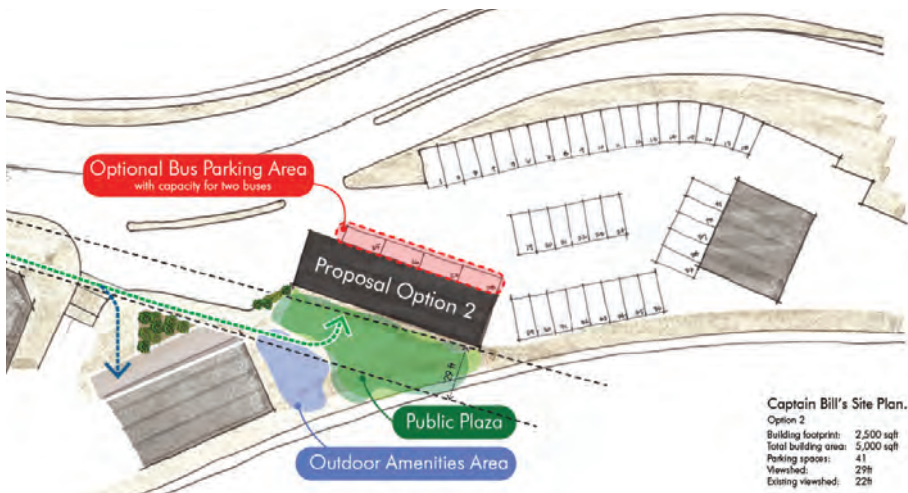 Optional Bus Parking Area
with capacity for two buses
Proposal Option 2
29 ft
Public Plaza
Outdoor Amenities Area
Captain Bill's Site Plan.
Option 2
Building footprint: 2,500 sqft
Total building area: 5,000 sqft
Parking spaces: 41
Viewshed: 29ft
Existing viewshed: 22ft